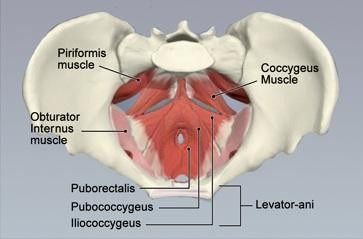 Piriformis
muscle
Coccygeus
Muscle
Obturator
Internus
muscle
Puborectalis
Pubococcygeus
Iliococcygeus
Levator-ani